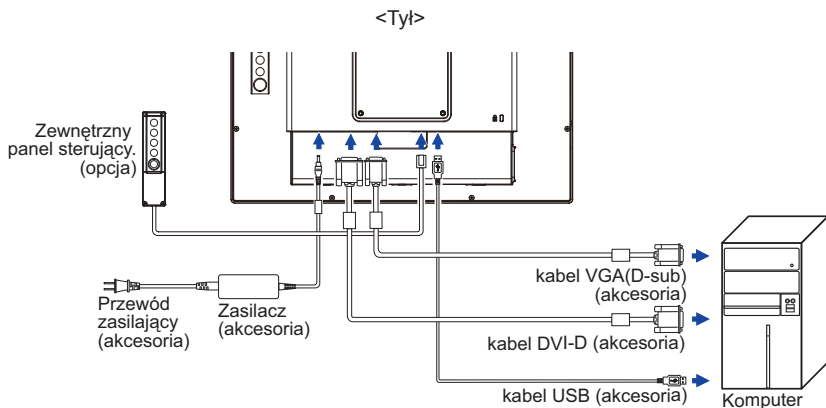 <Tył>
Zewnętrzny
panel sterujący.
(opcja)
Przewód
zasilający
(akcesoria)
Zasilacz
(akcesoria)
kabel VGA(D-sub)
(akcesoria)
kabel DVI-D (akcesoria)
kabel USB (akcesoria)
Komputer